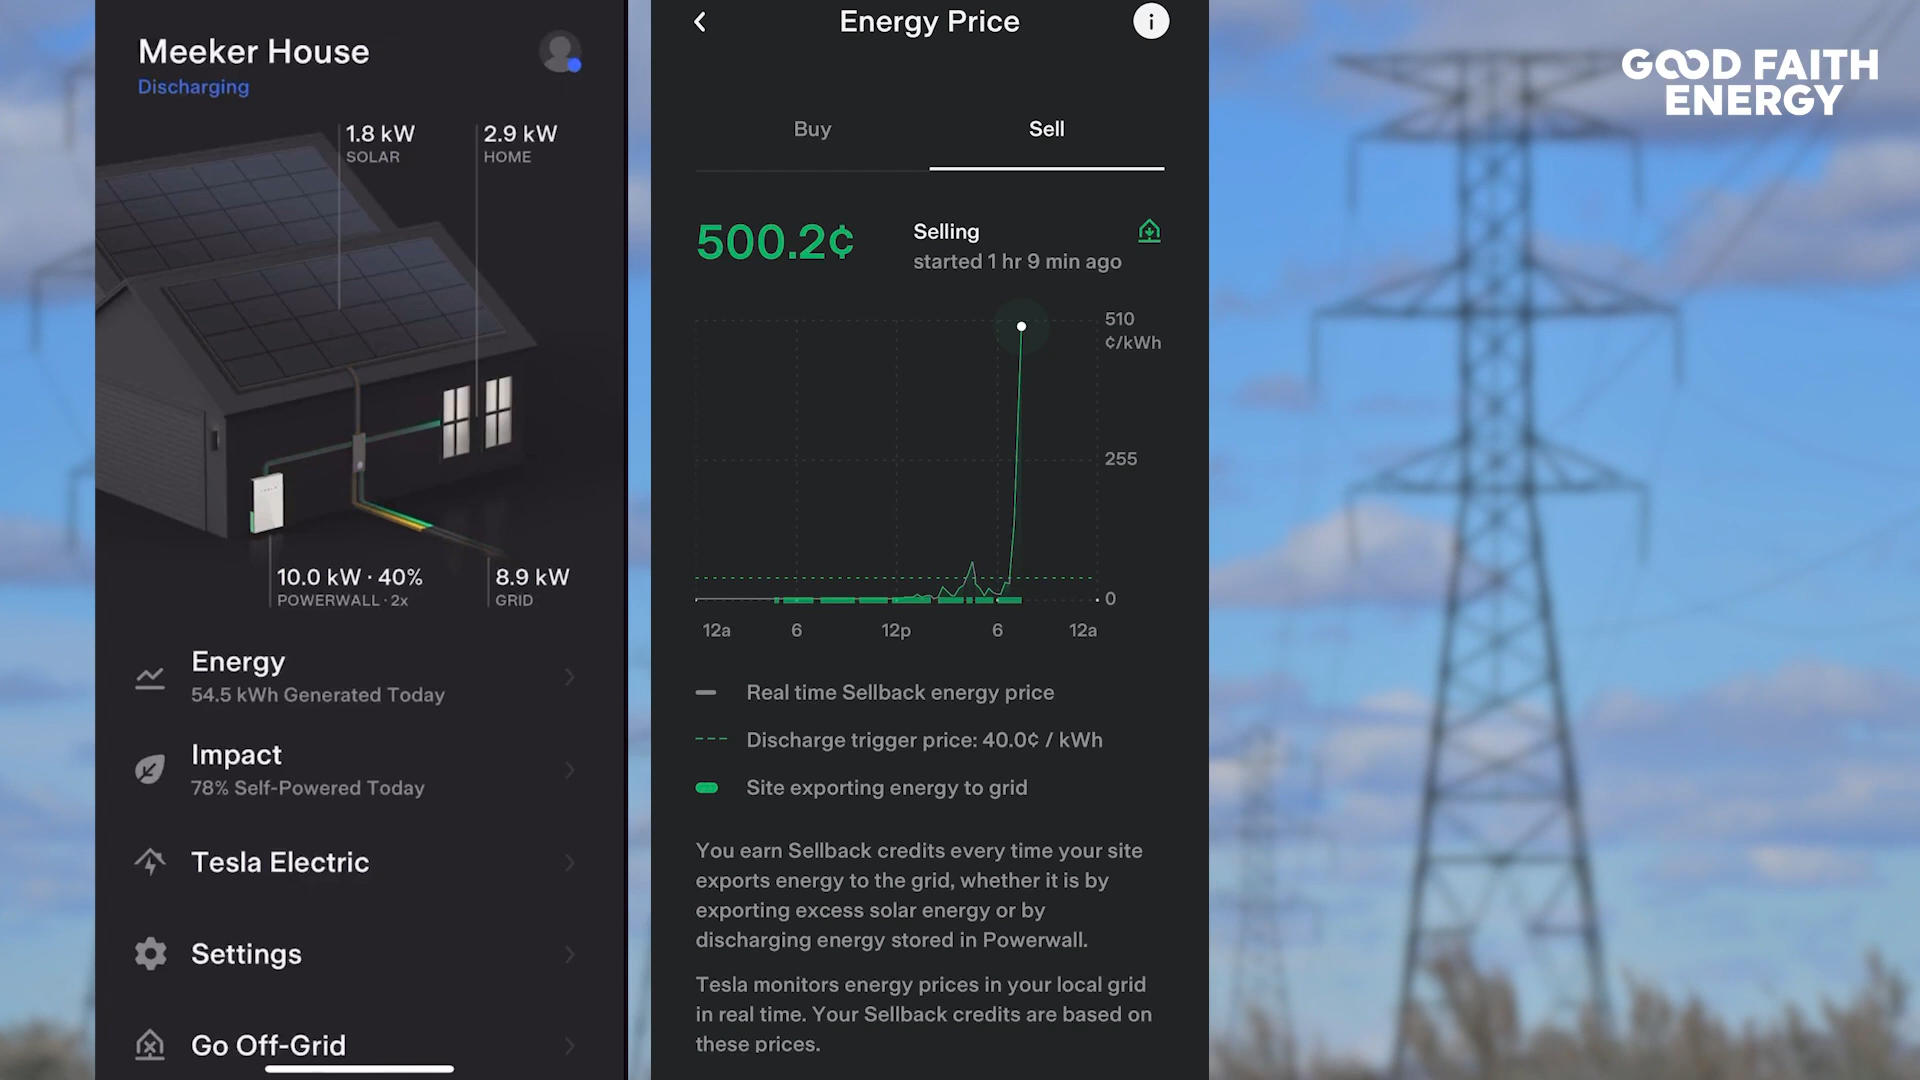 Meeker House
Discharging
1.8 kW
SOLAR
2.9 kW
HOME
10.0 kW · 40%
POWERWALL · 2x
8.9 kW
GRID
Energy
54.5 kWh Generated Today
Impact
78% Self-Powered Today
Tesla Electric
Settings
Go Off-Grid
Energy Price
Buy
Sell
500.2¢
Selling
started 1 hr 9 min ago
510
¢/kWh
255
0
12a
6
12p
6
12a
Real time Sellback energy price
Discharge trigger price: 40.0¢ / kWh
Site exporting energy to grid
You earn Sellback credits every time your site
exports energy to the grid, whether it is by
exporting excess solar energy or by
discharging energy stored in Powerwall.
Tesla monitors energy prices in your local grid
in real time. Your Sellback credits are based on
these prices.
GOOD FAITH
ENERGY